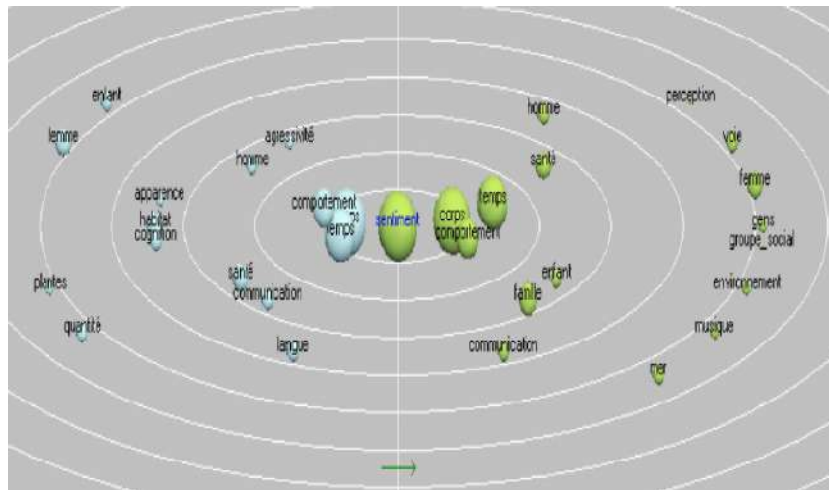 enfant
perception
homme
femme
agressivité
voie
homme
santé
femme
apparence
comportement
temps
habitat
sentiment
corps
gens
temps
cognition
comportement
groupe_social
santé
enfant
plantes
communication
famille
environnement
quantité
musique
langue
communication
mer